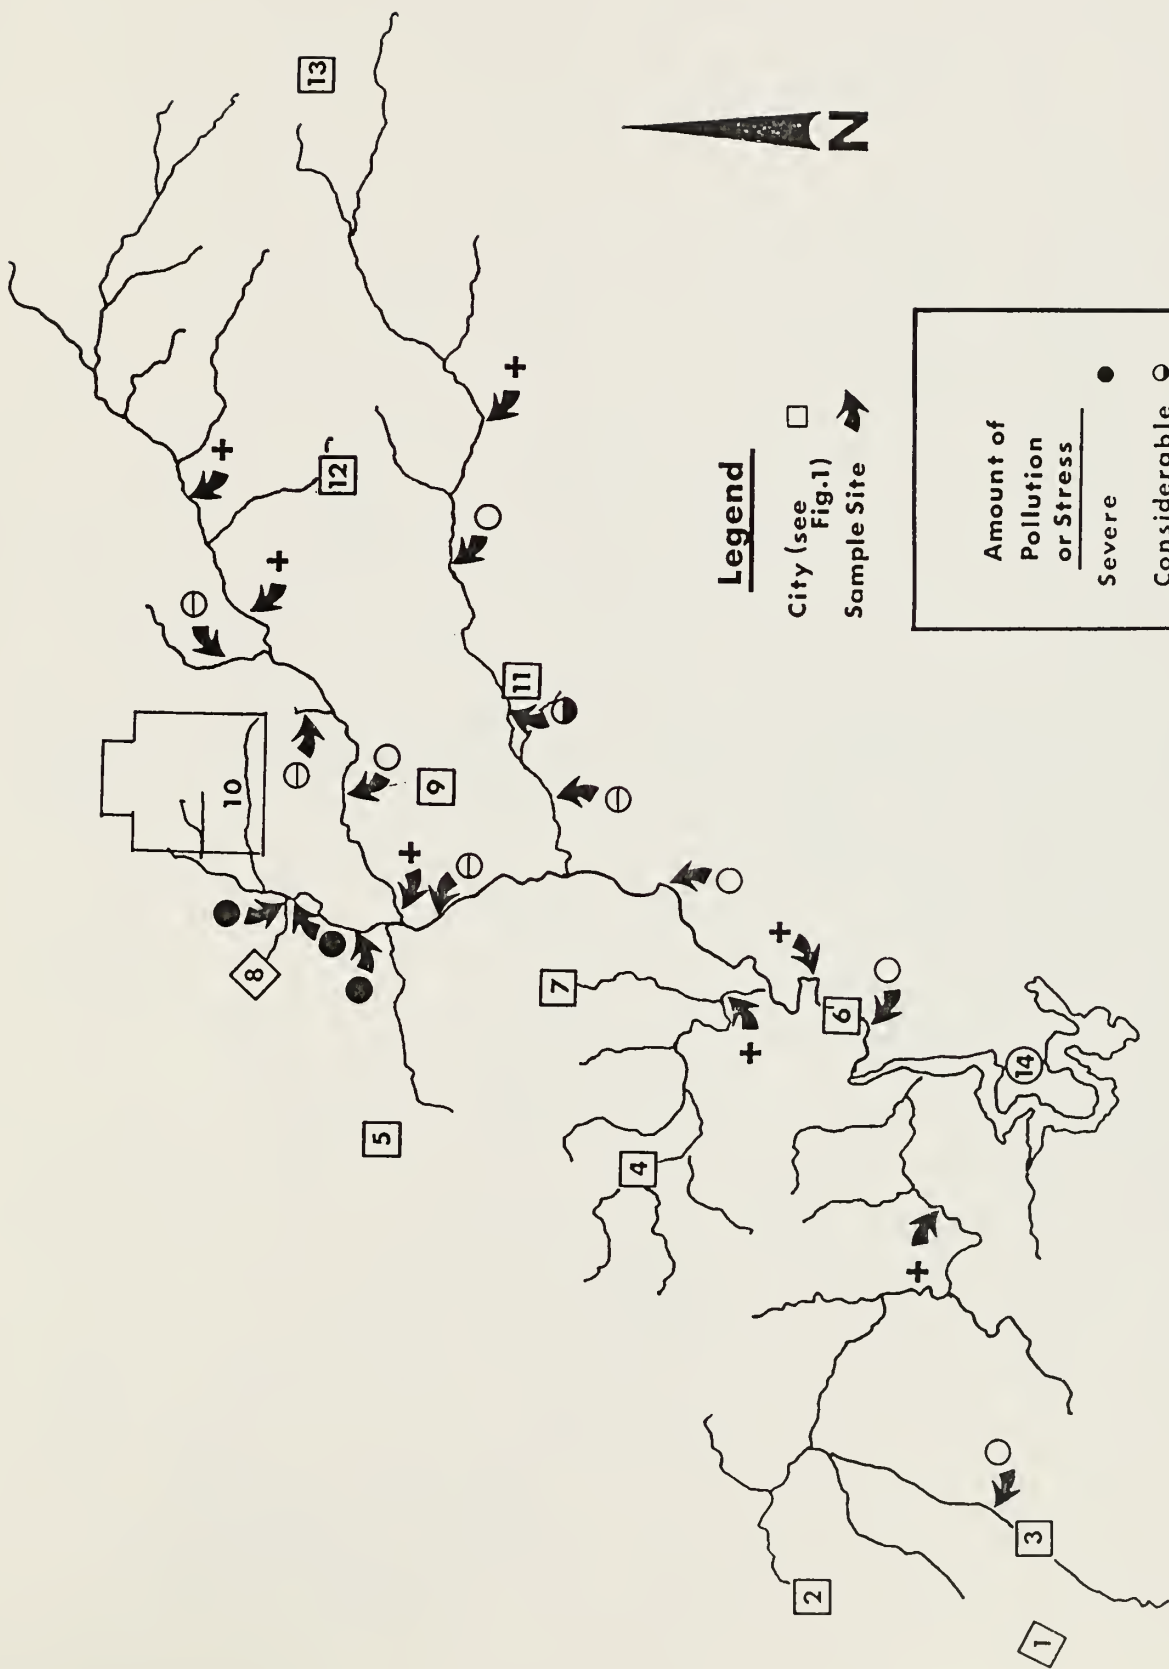 13
12
10
11
9
8
7
6
5
4
14
3
2
1
N
Legend
City (see
Fig.1)
Sample Site
Amount of
Pollution
or Stress
Severe
Considerable
+
+
+
+
+
+
+